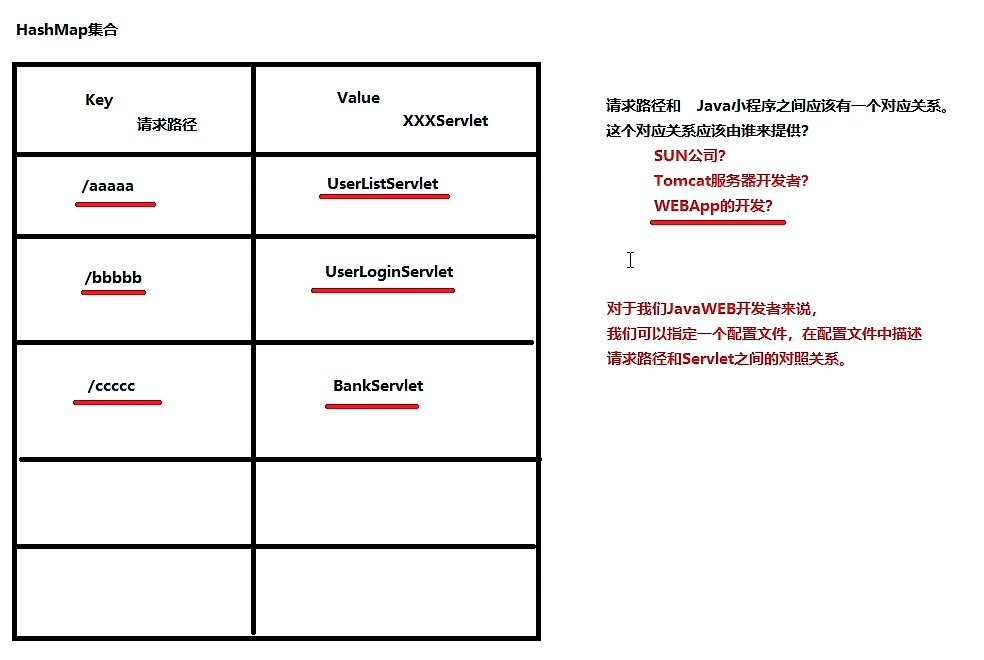 HashMap集合
Key
请求路径
Value
XXXServlet
/aaaaa
UserListServlet
/bbbbb
UserLoginServlet
/ccccc
BankServlet
请求路径和 Java小程序之间应该有一个对应关系。
这个对应关系应该由谁来提供?
SUN公司?
Tomcat服务器开发者?
WEBApp的开发?
对于我们JavaWEB开发者来说，
我们可以指定一个配置文件，在配置文件中描述
请求路径和Servlet之间的对照关系。